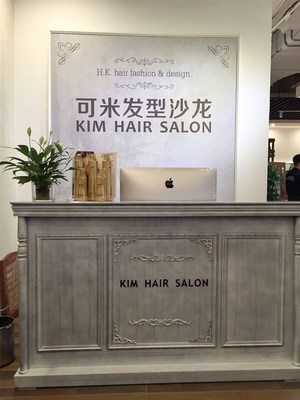 H.K. hair fashion & design.
可米发型沙龙
KIM HAIR SALON
KIM HAIR SALON